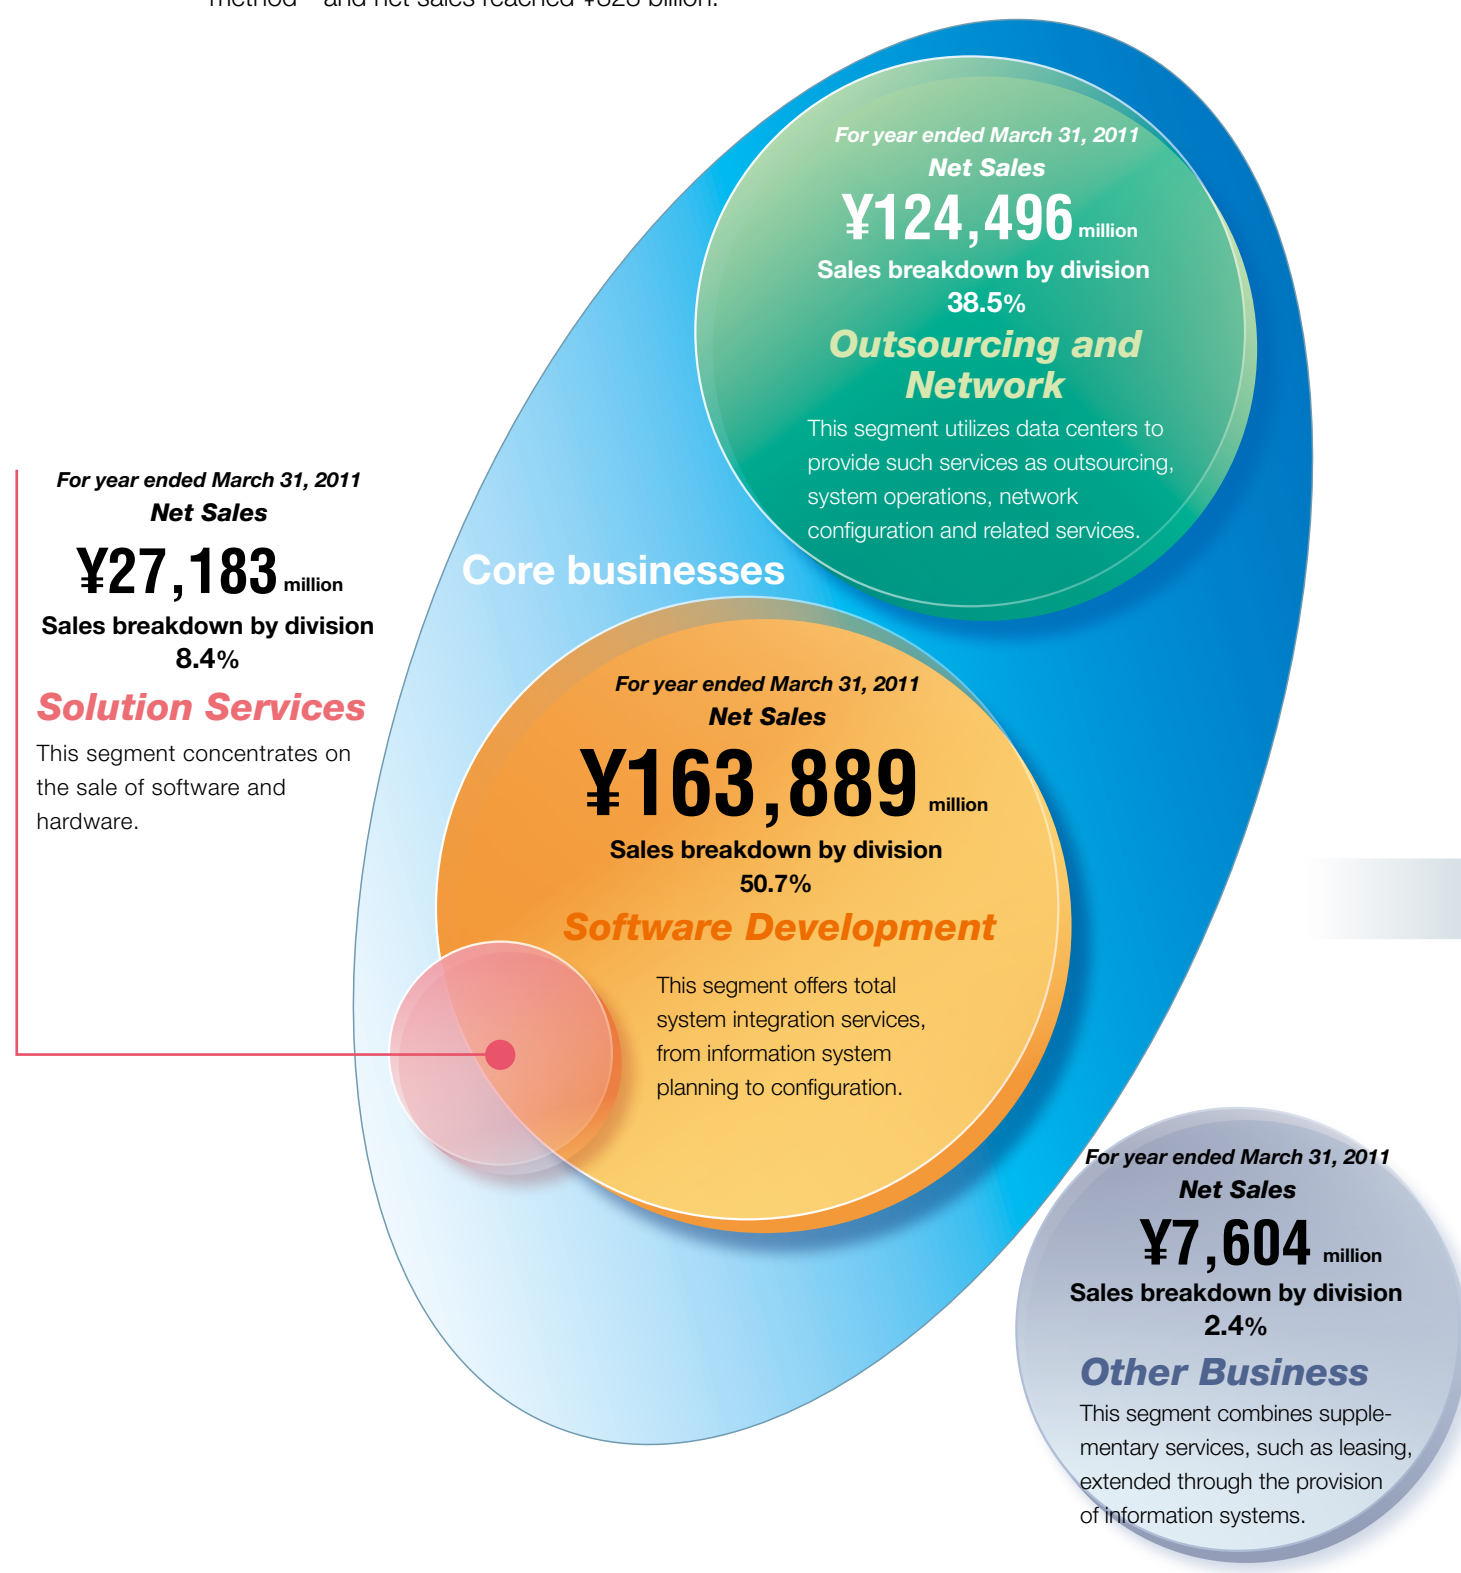 For year ended March 31, 2011
Net Sales
¥124,496 million
Sales breakdown by division
38.5%
Outsourcing and
Network
This segment utilizes data centers to
provide such services as outsourcing,
system operations, network
configuration and related services.
For year ended March 31, 2011
Net Sales
¥27,183 million
Sales breakdown by division
8.4%
Solution Services
This segment concentrates on
the sale of software and
hardware.
Core businesses
For year ended March 31, 2011
Net Sales
¥163,889 million
Sales breakdown by division
50.7%
Software Development
This segment offers total
system integration services,
from information system
planning to configuration.
For year ended March 31, 2011
Net Sales
¥7,604 million
Sales breakdown by division
2.4%
Other Business
This segment combines supple-
mentary services, such as leasing,
extended through the provision
of information systems.